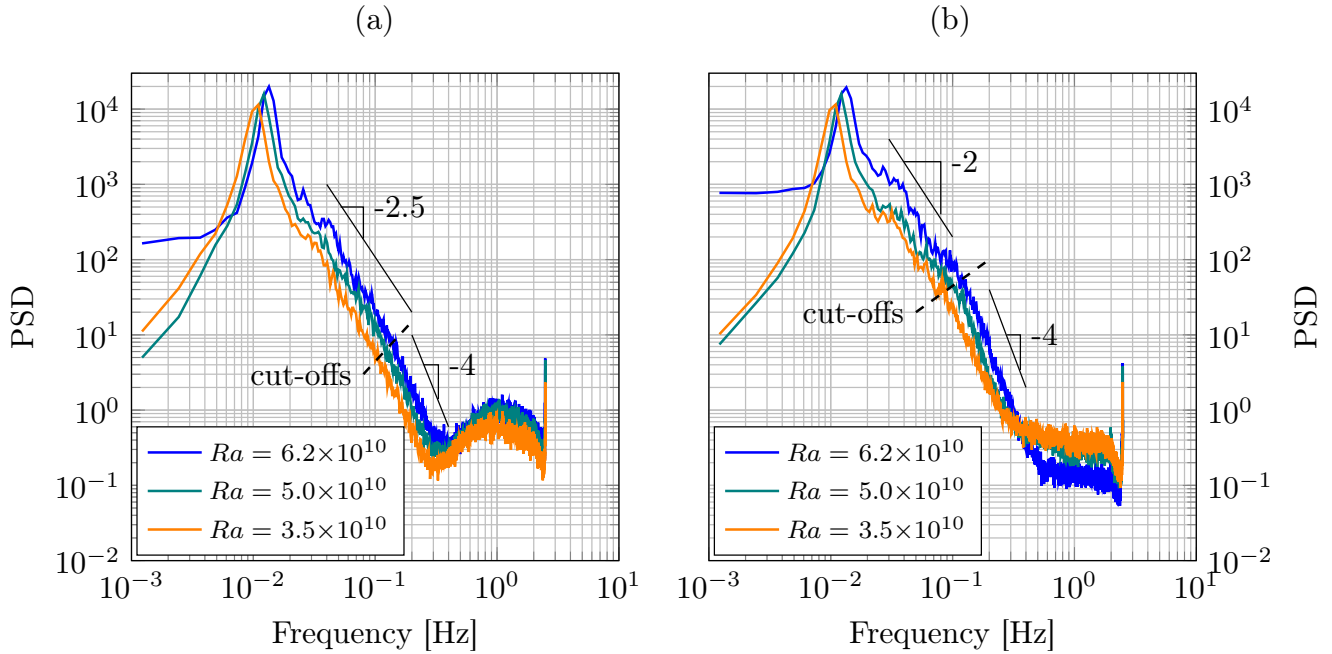 (a)
(b)
PSD
10^4
10^3
10^2
10^1
10^0
10^−1
10^−2
-2.5
cut-offs
-4
Ra = 6.2×10^10
Ra = 5.0×10^10
Ra = 3.5×10^10
10^−3
10^−2
10^−1
10^0
10^1
Frequency [Hz]
-2
cut-offs
-4
Ra = 6.2×10^10
Ra = 5.0×10^10
Ra = 3.5×10^10
10^−3
10^−2
10^−1
10^0
10^1
Frequency [Hz]
10^4
10^3
10^2
10^1
10^0
10^−1
10^−2
PSD